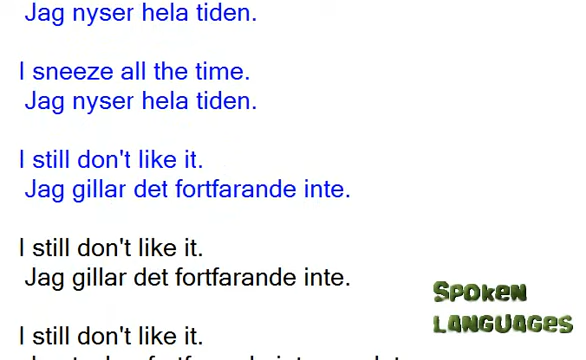 Jag nyser hela tiden.
I sneeze all the time.
Jag nyser hela tiden.
I still don't like it.
Jag gillar det fortfarande inte.
I still don't like it.
Jag gillar det fortfarande inte.
I still don't like it.
Spoken
Languages